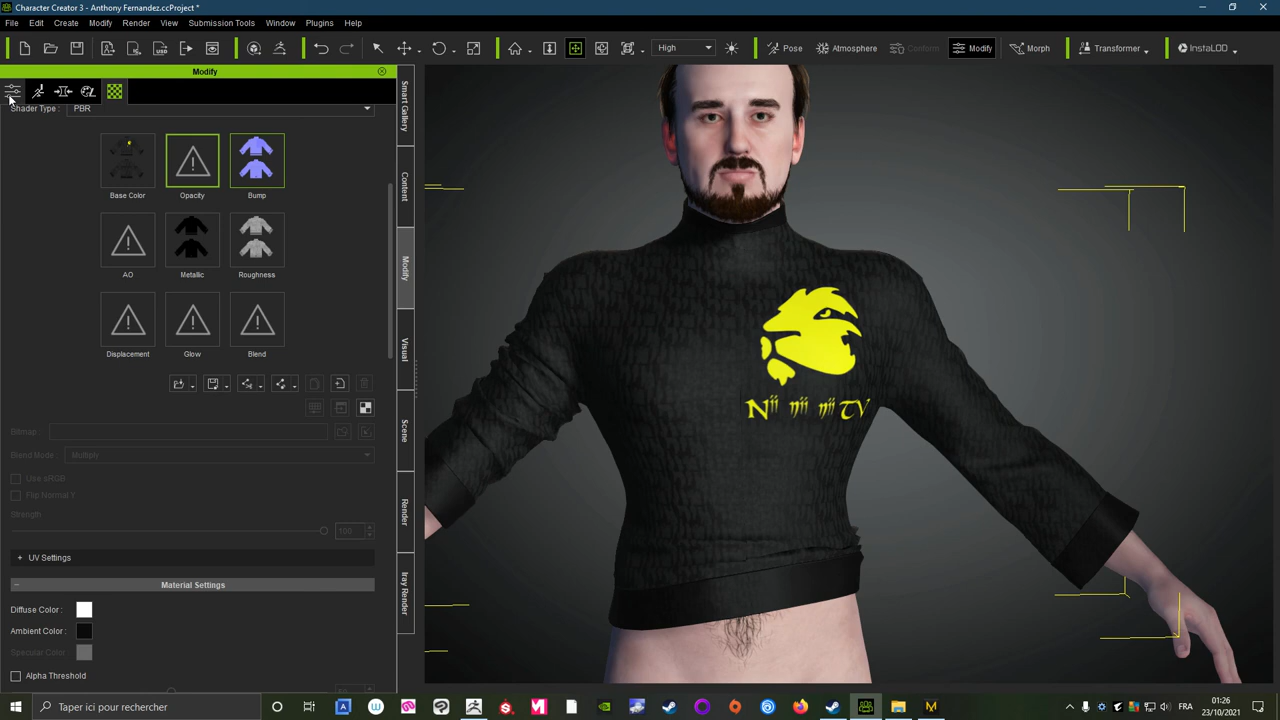 Character Creator 3 - Anthony Fernandez.ccProject *
File Edit Create Modify Render View Submission Tools Window Plugins Help
High Pose Atmosphere Conform Modify Morph Transformer InstaLOD
Modify
Shader Type : PBR
Base Color Opacity Bump
AO Metallic Roughness
Displacement Glow Blend
Bitmap :
Blend Mode Multiply
Use sRGB
Flip Normal Y
Strength
100
+ UV Settings
Material Settings
Diffuse Color :
Ambient Color :
Specular Color :
Alpha Threshold
Smart Gallery
Content
Modify
Visual
Scene
Render
Iray Render
Nii nii nii TV
Taper ici pour rechercher
FRA
01:26
23/10/2021